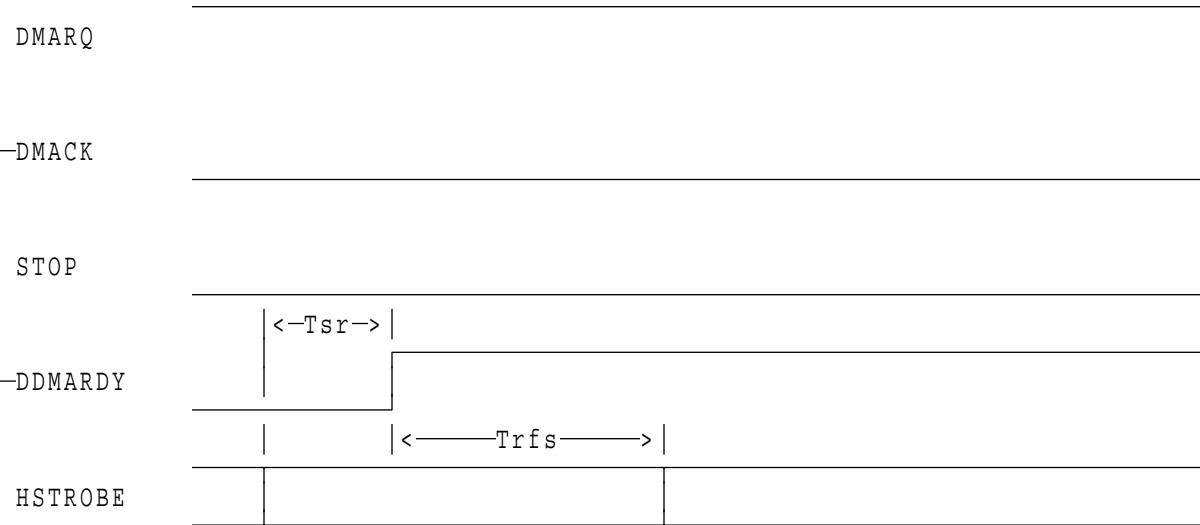 DMARQ
-DMACK
STOP
|<-Tsr->|
-DDMARDY
|<-----Trfs----->|
HSTROBE